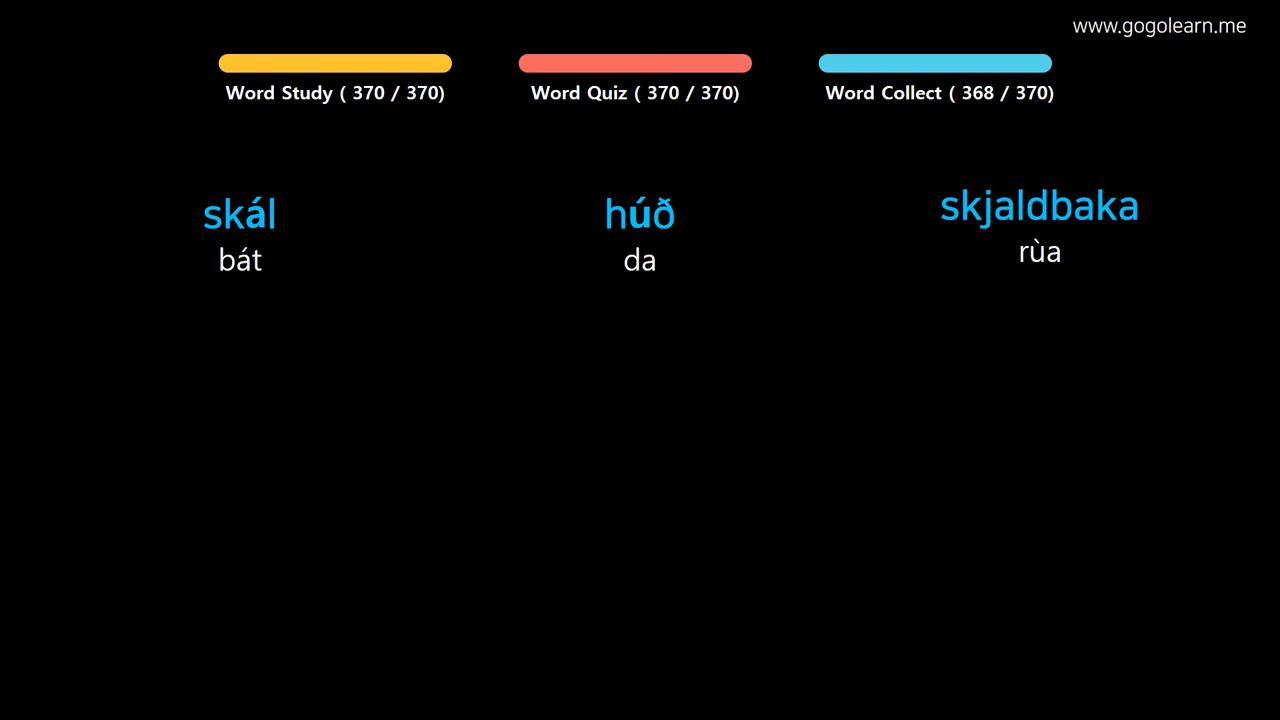 www.gogolearn.me
Word Study ( 370 / 370)
Word Quiz ( 370 / 370)
Word Collect ( 368 / 370)
skál
bát
húð
da
skjaldbaka
rùa